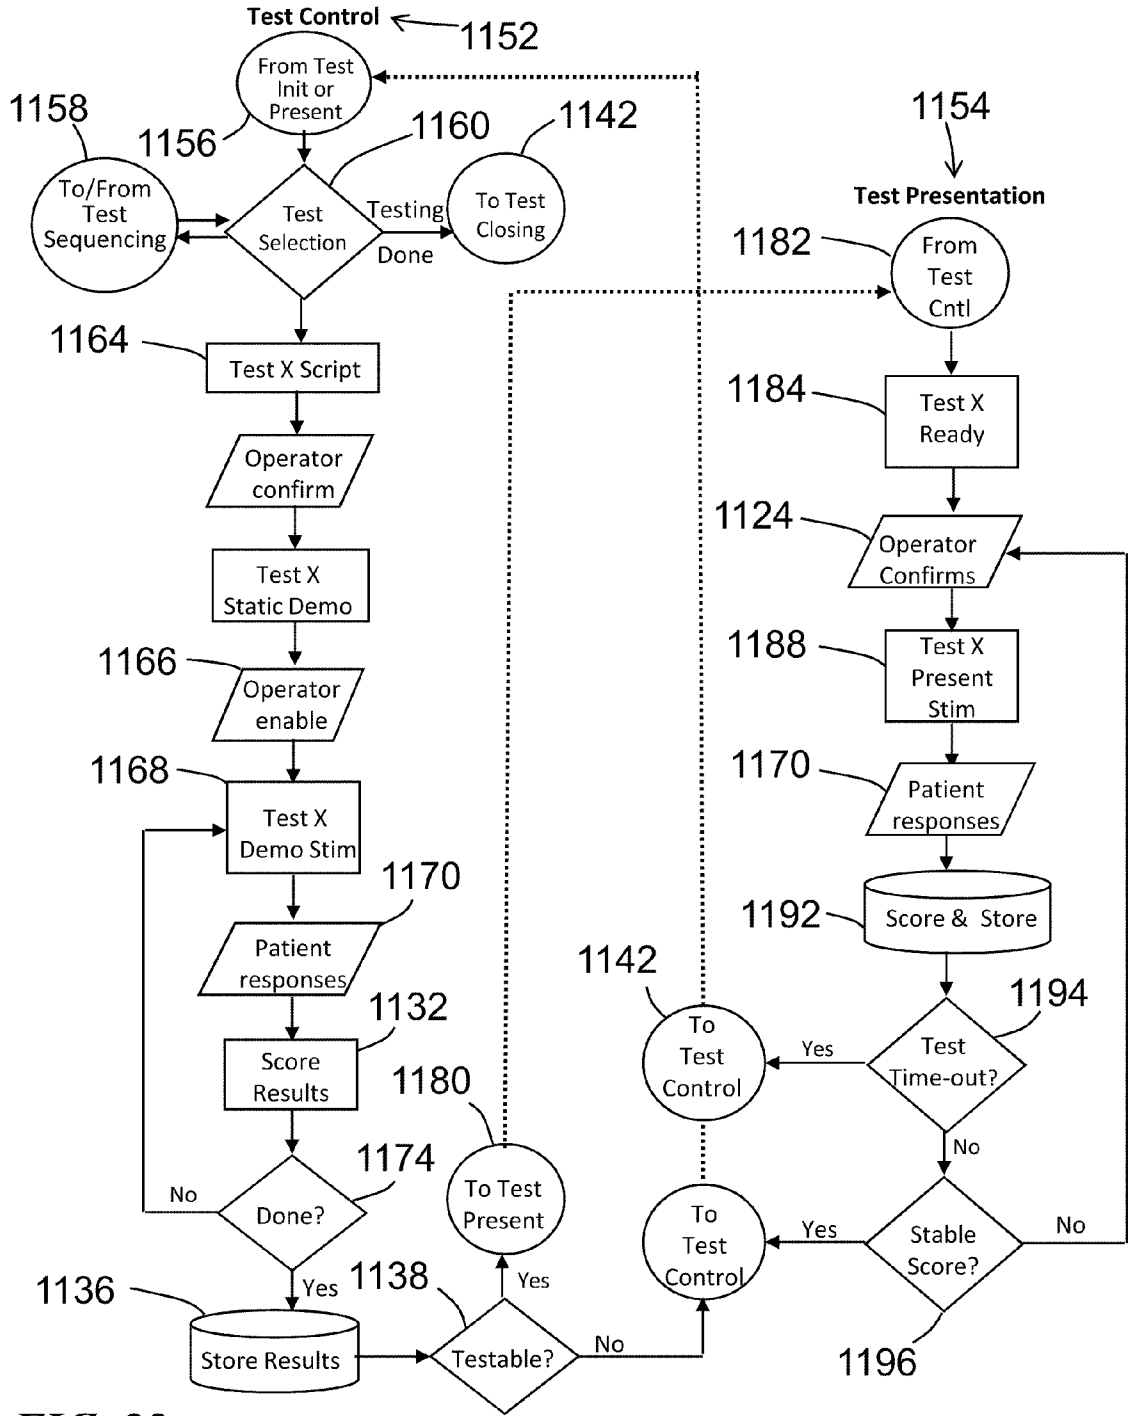 Test Control
1152
From Test
Init or
Present
1156
1158
To/From
Test
Sequencing
1160
Test
Selection
Testing
Done
1142
To Test
Closing
1164
Test X Script
Operator
confirm
Test X
Static Demo
1166
Operator
enable
1168
Test X
Demo Stim
1170
Patient
responses
1132
Score
Results
1174
Done?
No
Yes
1136
Store Results
1138
Testable?
Yes
No
1180
To Test
Present
1154
Test Presentation
1182
From
Test
Cntl
1184
Test X
Ready
1124
Operator
Confirms
1188
Test X
Present
Stim
1170
Patient
responses
1192
Score & Store
1194
Test
Time-out?
Yes
No
1142
To
Test
Control
Stable
Score?
Yes
No
1196
To
Test
Control